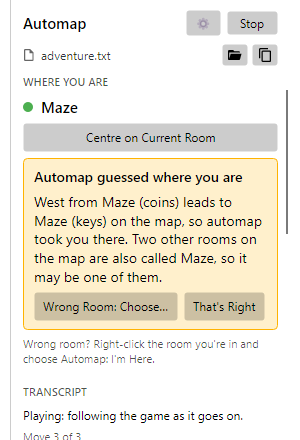 Automap
Stop
adventure.txt
WHERE YOU ARE
Maze
Centre on Current Room
Automap guessed where you are
West from Maze (coins) leads to
Maze (keys) on the map, so automap
took you there. Two other rooms on
the map are also called Maze, so it
may be one of them.
Wrong Room: Choose...
That's Right
Wrong room? Right-click the room you're in and
choose Automap: I'm Here.
TRANSCRIPT
Playing: following the game as it goes on.
Move 3 of 3